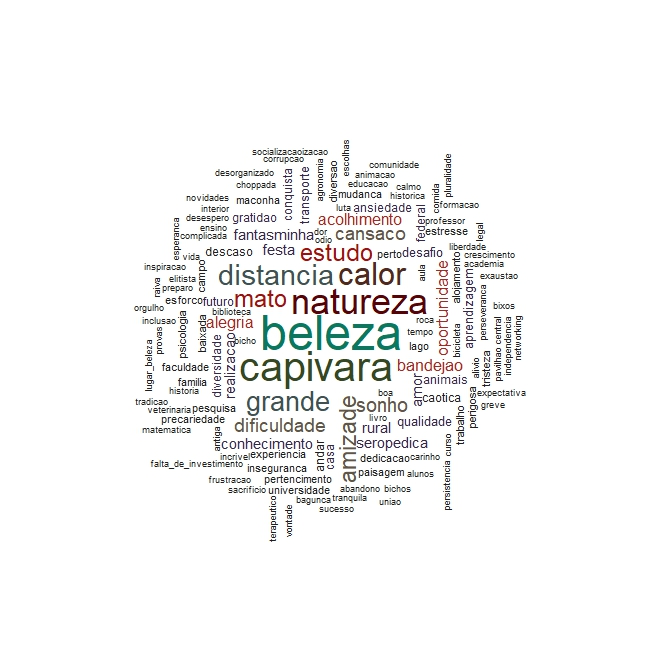 socializacaoizacao
corrupcao
escolhas
comunidade
pluralidade
desorganizado
agronomia
diversao
animacao
educacao
calmo
choppada
conquista
transporte
mudanca
historica
comida
novidades
maconha
luta
ansiedade
formacao
interior
gratidao
acolhimento
federal
professor
legal
desespero
ensino
esperanca
complicada
fantasminha
dor
odio
cansaco
estresse
descaso
festa
estudo
perto
desafio
liberdade
crescimento
vida
academia
inspiracao
campo
distancia
calor
aula
alojamento
exaustao
elitista
preparo
raiva
esforco
futuro
mato
natureza
oportunidade
aprendizagem
perseveranca
bixos
orgulho
biblioteca
inclusao
provas
psicologia
baixada
alegria
beleza
roca
tempo
bicicleta
pavilhao central
independencia
networking
bicho
lago
lugar_beleza
faculdade
diversidade
realizacao
capivara
bandejao
alivio
tristeza
familia
animais
historia
amor
boa
caotica
expectativa
perigosa
tradicao
grande
sonho
greve
veterinaria
pesquisa
precariedade
amizade
livro
qualidade
trabalho
matematica
antiga
dificuldade
rural
conhecimento
seropedica
curso
incrivel
experiencia
andar
casa
dedicacao
carinho
falta_de_investimento
inseguranca
paisagem
alunos
persistencia
frustracao
pertencimento
sacrificio
universidade
abandono
bichos
bagunca
tranquila
uniao
terapeutico
vontade
sucesso